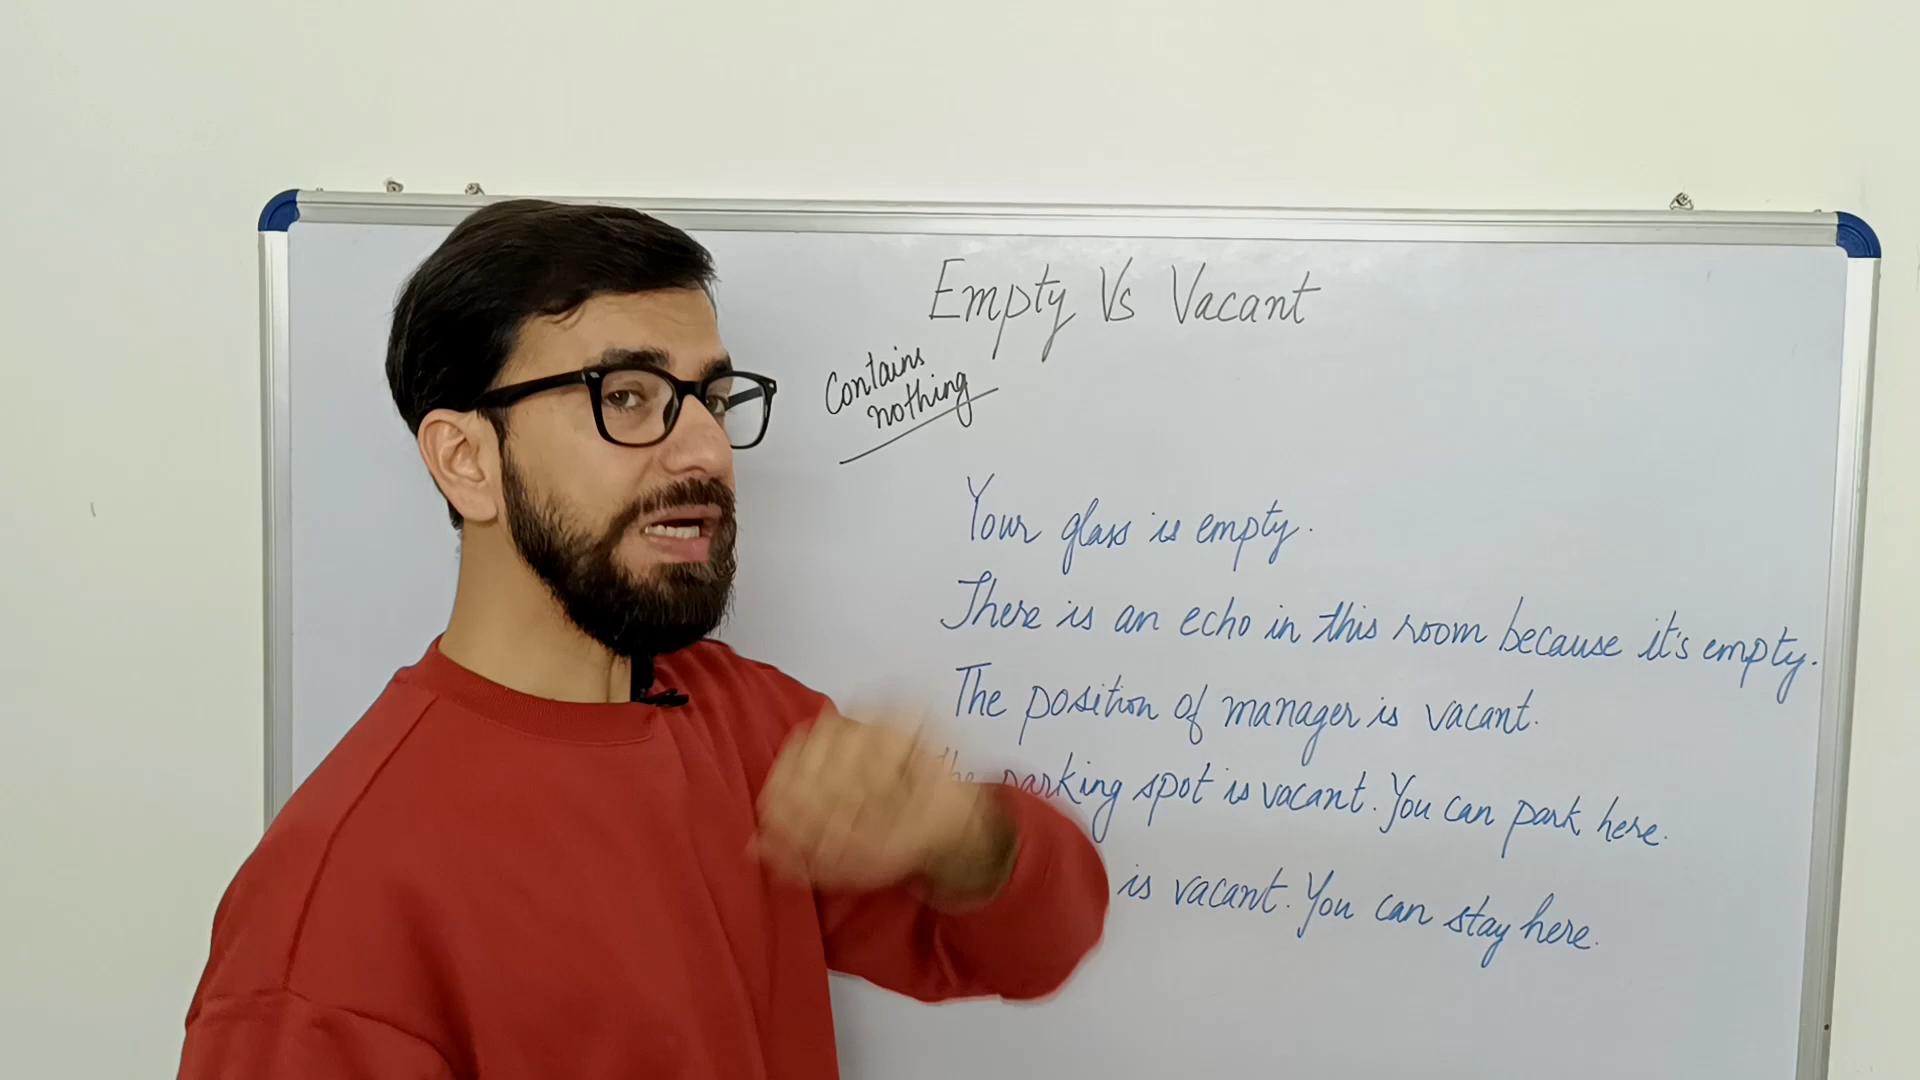 Empty Vs Vacant
Contains
nothing
Your glass is empty.
There is an echo in this room because it's empty.
The position of manager is vacant.
the parking spot is vacant. You can park here.
is vacant. You can stay here.